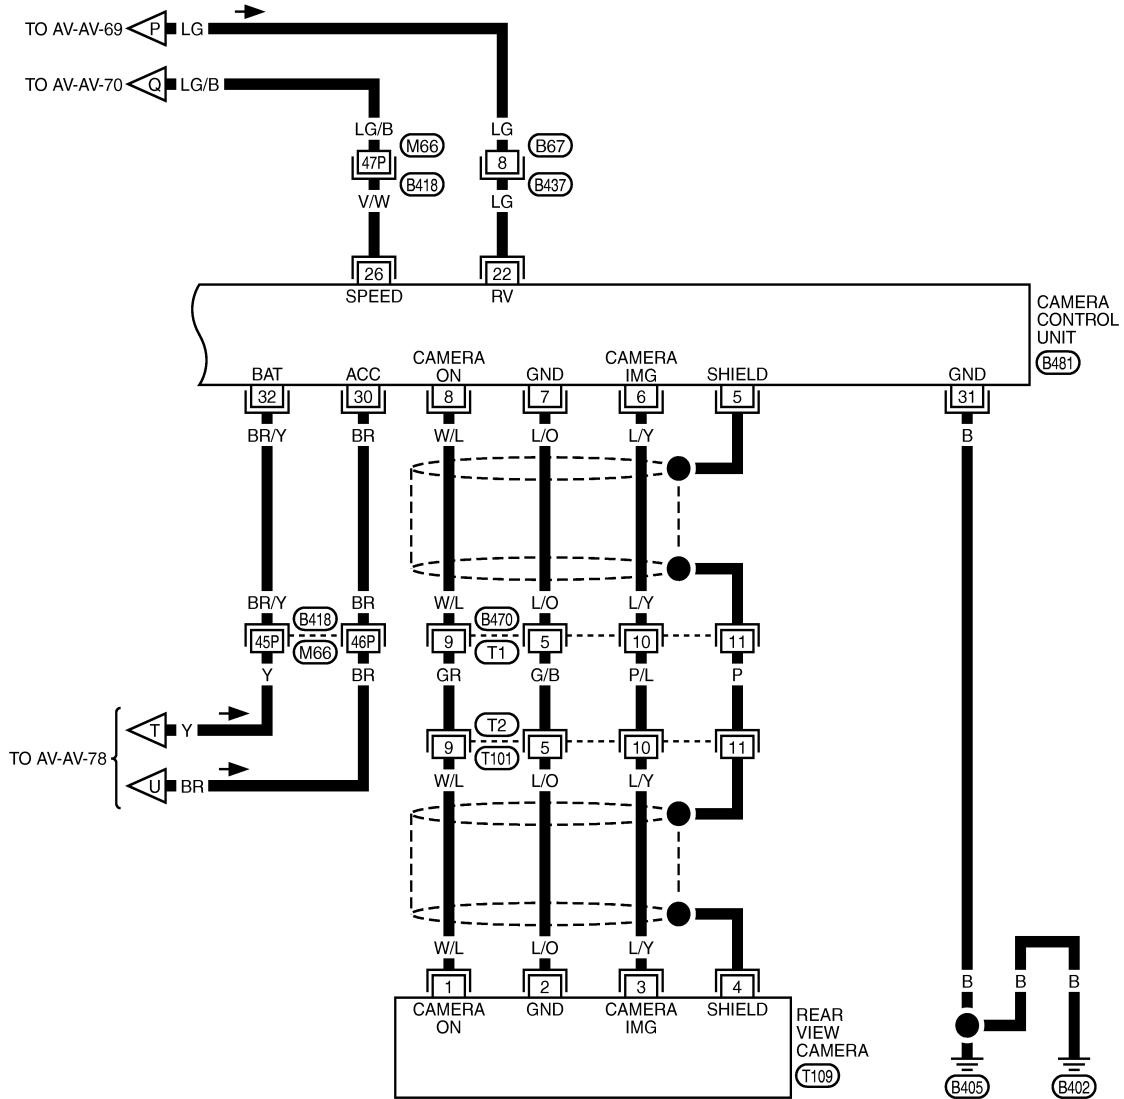 TO AV-AV-69 P LG
TO AV-AV-70 Q LG/B
LG/B LG
M66 B67
47P 8
B418 B437
V/W LG
26 22
SPEED RV
CAMERA
CONTROL
UNIT
B481
BAT ACC CAMERA ON GND CAMERA IMG SHIELD GND
32 30 8 7 6 5 31
BR/Y BR W/L L/O L/Y B
BR/Y BR W/L L/O L/Y
B418 B470
45P 46P 9 5 10 11
M66 T1
Y BR GR G/B P/L P
T2
T Y
9 5 10 11
T101
TO AV-AV-78
W/L L/O L/Y
U BR
W/L L/O L/Y
B B B
1 2 3 4
CAMERA ON GND CAMERA IMG SHIELD
REAR
VIEW
CAMERA
T109
B405 B402